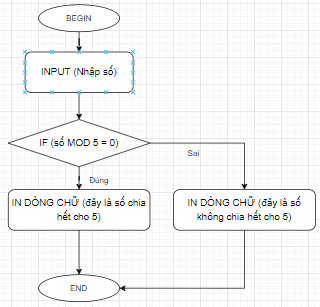 BEGIN
INPUT (Nhập số)
IF (số MOD 5 = 0)
Sai
Đúng
IN DÒNG CHỮ (đây là số chia
hết cho 5)
IN DÒNG CHỮ (đây là số
không chia hết cho 5)
END